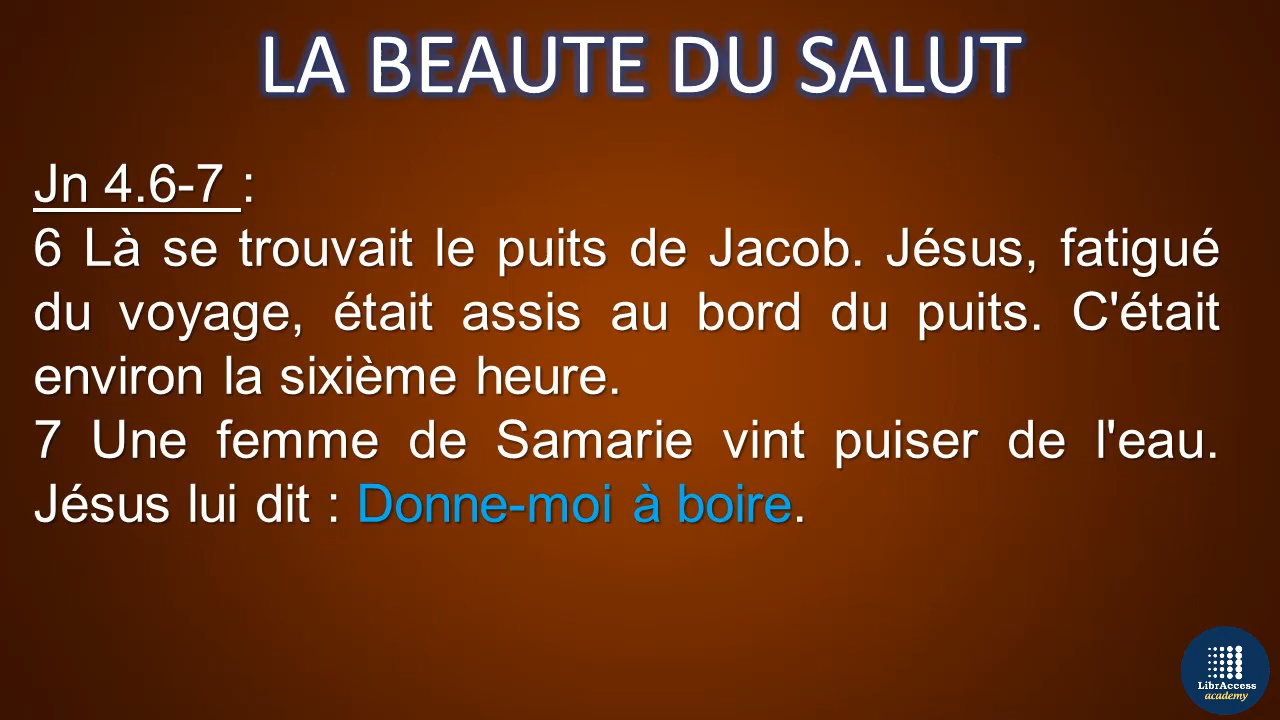 LA BEAUTE DU SALUT
Jn 4.6-7 :
6 Là se trouvait le puits de Jacob. Jésus, fatigué
du voyage, était assis au bord du puits. C'était
environ la sixième heure.
7 Une femme de Samarie vint puiser de l'eau.
Jésus lui dit : Donne-moi à boire.
LibrAccess
academy